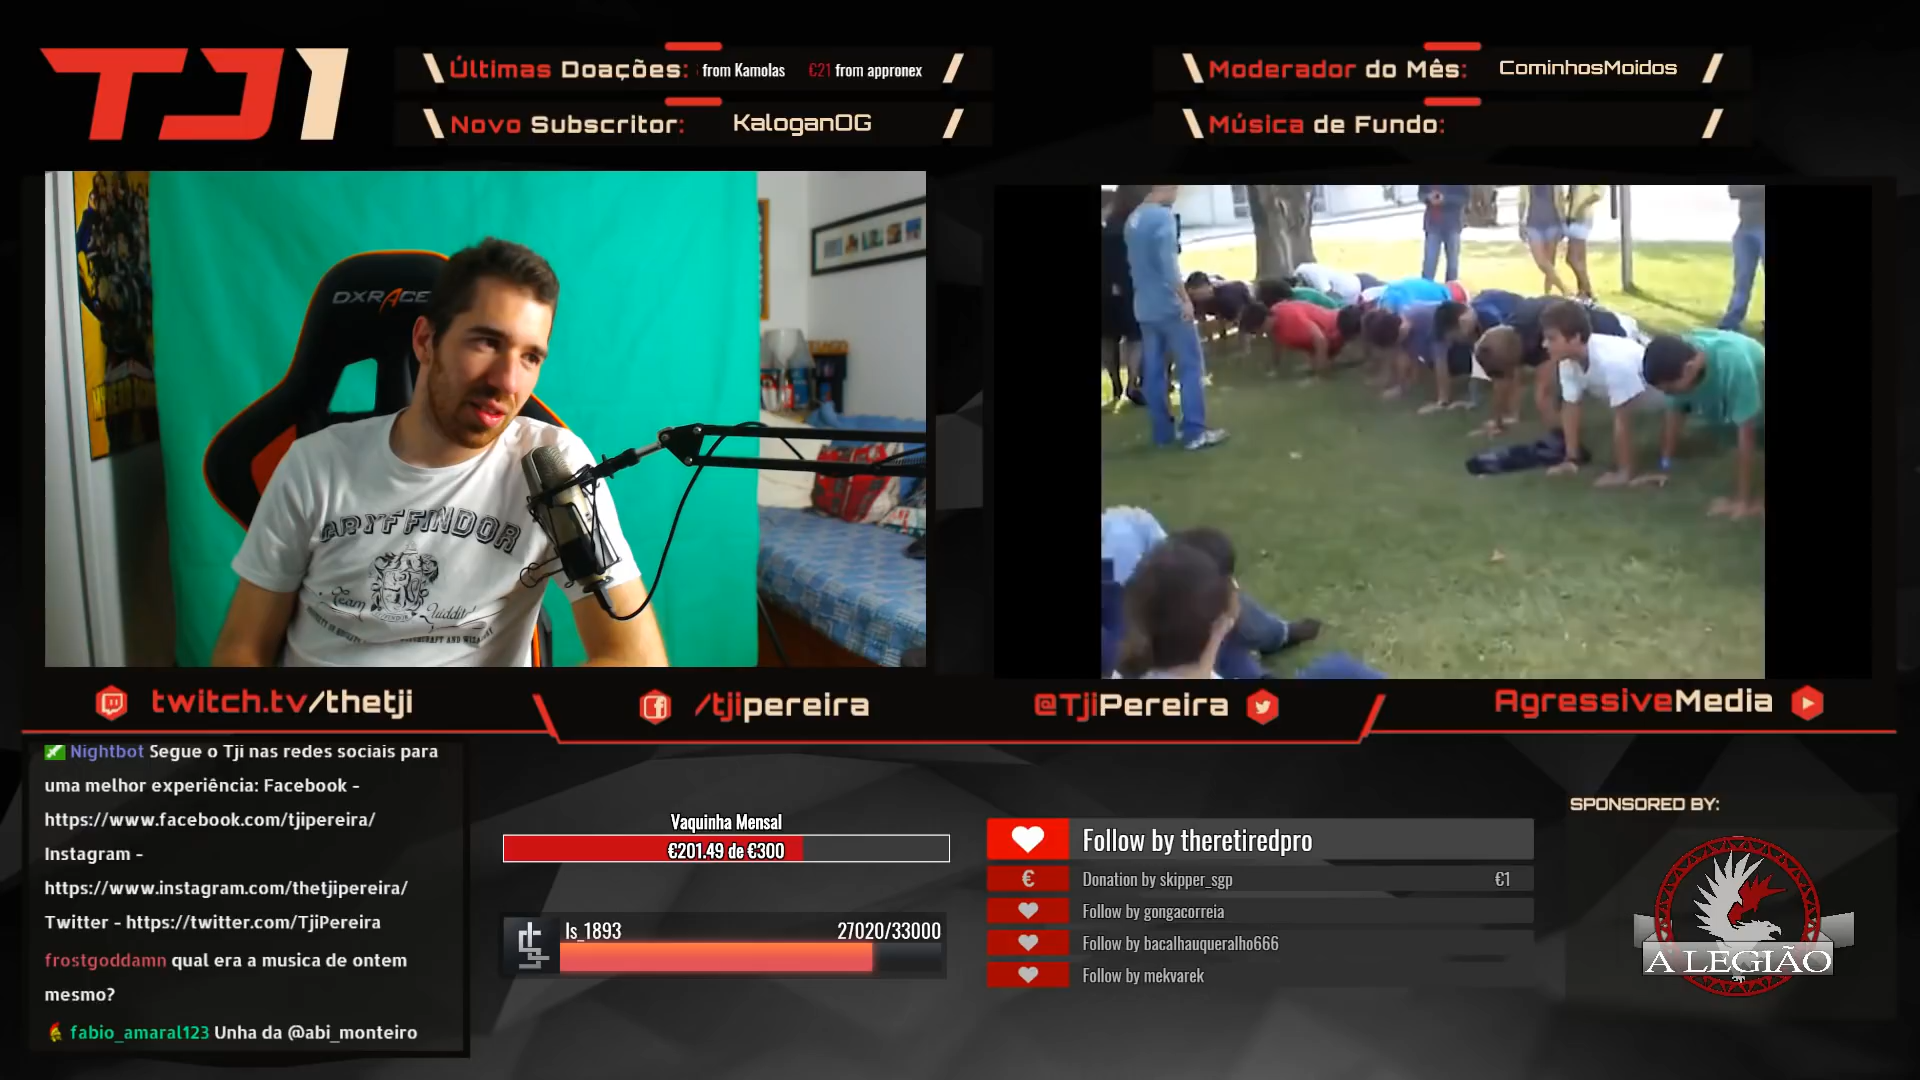 TJ1
Últimas Doações: from Kamolas €21 from appronex
Novo Subscritor: KaloganOG
Moderador do Mês: CominhosMoidos
Música de Fundo:
DXRACE
GRYFFINDOR
Team Quidditch
twitch.tv/thetji
/tjipereira
@TjiPereira
AgressiveMedia
Nightbot Segue o Tji nas redes sociais para
uma melhor experiência: Facebook -
https://www.facebook.com/tjipereira/
Instagram -
https://www.instagram.com/thetjipereira/
Twitter - https://twitter.com/TjiPereira
frostgoddamn qual era a musica de ontem
mesmo?
fabio_amaral123 Unha da @abi_monteiro
Vaquinha Mensal
€201.49 de €300
ls_1893 27020/33000
Follow by theretiredpro
€ Donation by skipper_sgp €1
Follow by gongacorreia
Follow by bacalhauqueralho666
Follow by mekvarek
SPONSORED BY:
A LEGIÃO